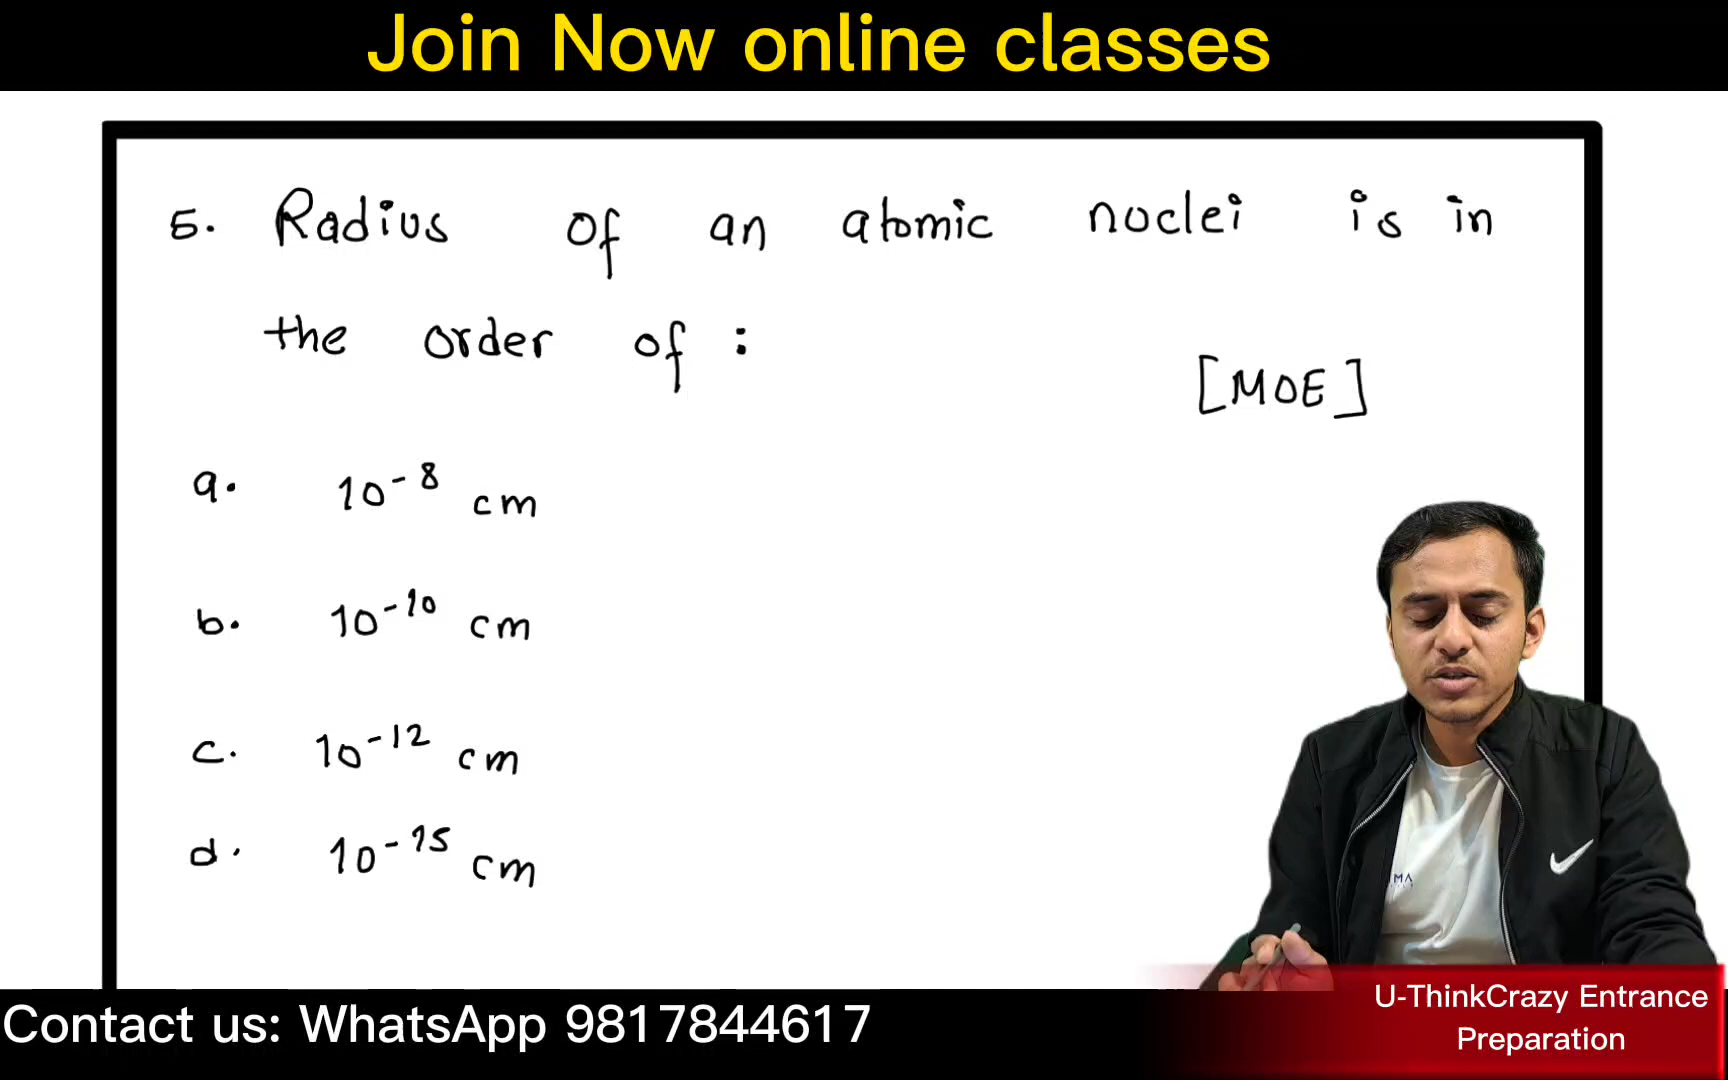 Join Now online classes
5. Radius of an atomic nuclei is in
the order of :
[MOE]
a. 10^-8 cm
b. 10^-10 cm
c. 10^-12 cm
d. 10^-15 cm
MA
U-ThinkCrazy Entrance
Preparation
Contact us: WhatsApp 9817844617